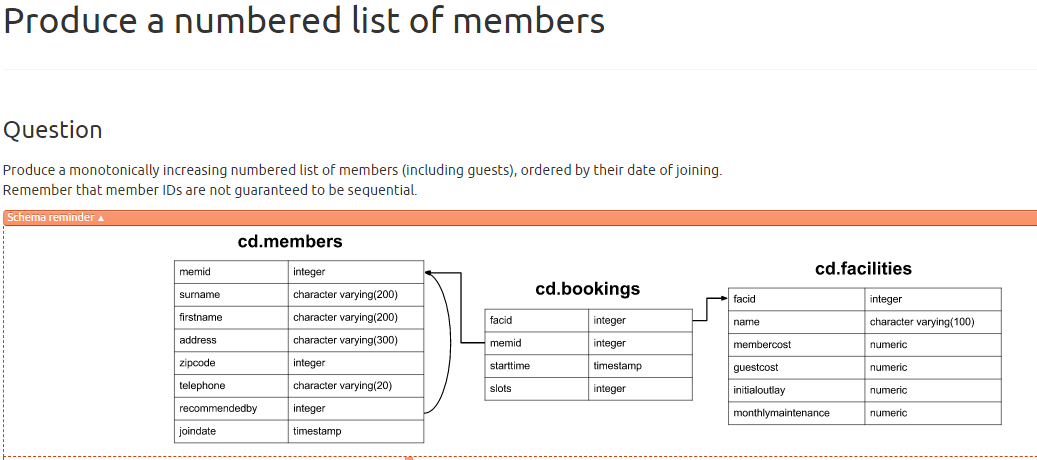 Produce a numbered list of members
Question
Produce a monotonically increasing numbered list of members (including guests), ordered by their date of joining.
Remember that member IDs are not guaranteed to be sequential.
Schema reminder ▲
cd.members
memid integer
surname character varying(200)
firstname character varying(200)
address character varying(300)
zipcode integer
telephone character varying(20)
recommendedby integer
joindate timestamp
cd.bookings
facid integer
memid integer
starttime timestamp
slots integer
cd.facilities
facid integer
name character varying(100)
membercost numeric
guestcost numeric
initialoutlay numeric
monthlymaintenance numeric